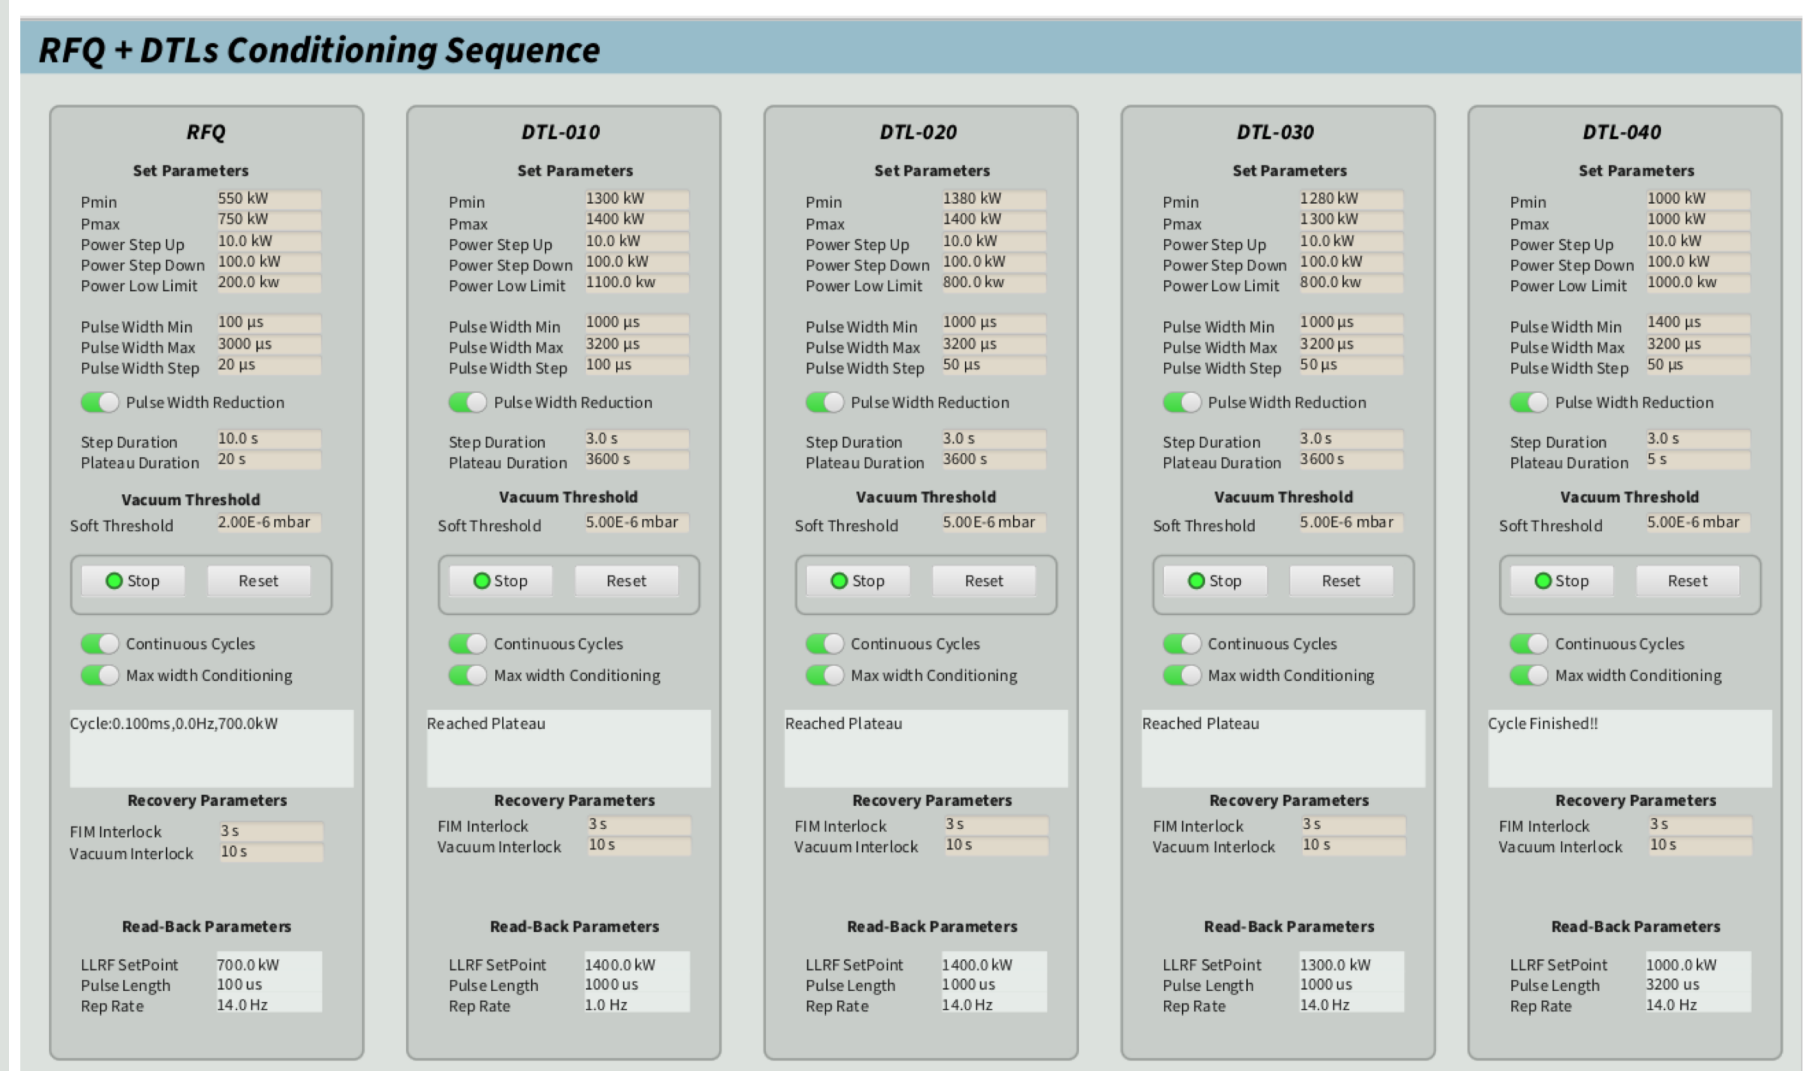 RFQ + DTLs Conditioning Sequence
RFQ
Set Parameters
Pmin 550 kW
Pmax 750 kW
Power Step Up 10.0 kW
Power Step Down 100.0 kW
Power Low Limit 200.0 kw
Pulse Width Min 100 µs
Pulse Width Max 3000 µs
Pulse Width Step 20 µs
Pulse Width Reduction
Step Duration 10.0 s
Plateau Duration 20 s
Vacuum Threshold
Soft Threshold 2.00E-6 mbar
Stop Reset
Continuous Cycles
Max width Conditioning
Cycle:0.100ms,0.0Hz,700.0kW
Recovery Parameters
FIM Interlock 3 s
Vacuum Interlock 10 s
Read-Back Parameters
LLRF SetPoint 700.0 kW
Pulse Length 100 us
Rep Rate 14.0 Hz
DTL-010
Set Parameters
Pmin 1300 kW
Pmax 1400 kW
Power Step Up 10.0 kW
Power Step Down 100.0 kW
Power Low Limit 1100.0 kw
Pulse Width Min 1000 µs
Pulse Width Max 3200 µs
Pulse Width Step 100 µs
Pulse Width Reduction
Step Duration 3.0 s
Plateau Duration 3600 s
Vacuum Threshold
Soft Threshold 5.00E-6 mbar
Stop Reset
Continuous Cycles
Max width Conditioning
Reached Plateau
Recovery Parameters
FIM Interlock 3 s
Vacuum Interlock 10 s
Read-Back Parameters
LLRF SetPoint 1400.0 kW
Pulse Length 1000 us
Rep Rate 1.0 Hz
DTL-020
Set Parameters
Pmin 1380 kW
Pmax 1400 kW
Power Step Up 10.0 kW
Power Step Down 100.0 kW
Power Low Limit 800.0 kw
Pulse Width Min 1000 µs
Pulse Width Max 3200 µs
Pulse Width Step 50 µs
Pulse Width Reduction
Step Duration 3.0 s
Plateau Duration 3600 s
Vacuum Threshold
Soft Threshold 5.00E-6 mbar
Stop Reset
Continuous Cycles
Max width Conditioning
Reached Plateau
Recovery Parameters
FIM Interlock 3 s
Vacuum Interlock 10 s
Read-Back Parameters
LLRF SetPoint 1400.0 kW
Pulse Length 1000 us
Rep Rate 14.0 Hz
DTL-030
Set Parameters
Pmin 1280 kW
Pmax 1300 kW
Power Step Up 10.0 kW
Power Step Down 100.0 kW
Power Low Limit 800.0 kw
Pulse Width Min 1000 µs
Pulse Width Max 3200 µs
Pulse Width Step 50 µs
Pulse Width Reduction
Step Duration 3.0 s
Plateau Duration 3600 s
Vacuum Threshold
Soft Threshold 5.00E-6 mbar
Stop Reset
Continuous Cycles
Max width Conditioning
Reached Plateau
Recovery Parameters
FIM Interlock 3 s
Vacuum Interlock 10 s
Read-Back Parameters
LLRF SetPoint 1300.0 kW
Pulse Length 1000 us
Rep Rate 14.0 Hz
DTL-040
Set Parameters
Pmin 1000 kW
Pmax 1000 kW
Power Step Up 10.0 kW
Power Step Down 100.0 kW
Power Low Limit 1000.0 kw
Pulse Width Min 1400 µs
Pulse Width Max 3200 µs
Pulse Width Step 50 µs
Pulse Width Reduction
Step Duration 3.0 s
Plateau Duration 5 s
Vacuum Threshold
Soft Threshold 5.00E-6 mbar
Stop Reset
Continuous Cycles
Max width Conditioning
Cycle Finished!!
Recovery Parameters
FIM Interlock 3 s
Vacuum Interlock 10 s
Read-Back Parameters
LLRF SetPoint 1000.0 kW
Pulse Length 3200 us
Rep Rate 14.0 Hz